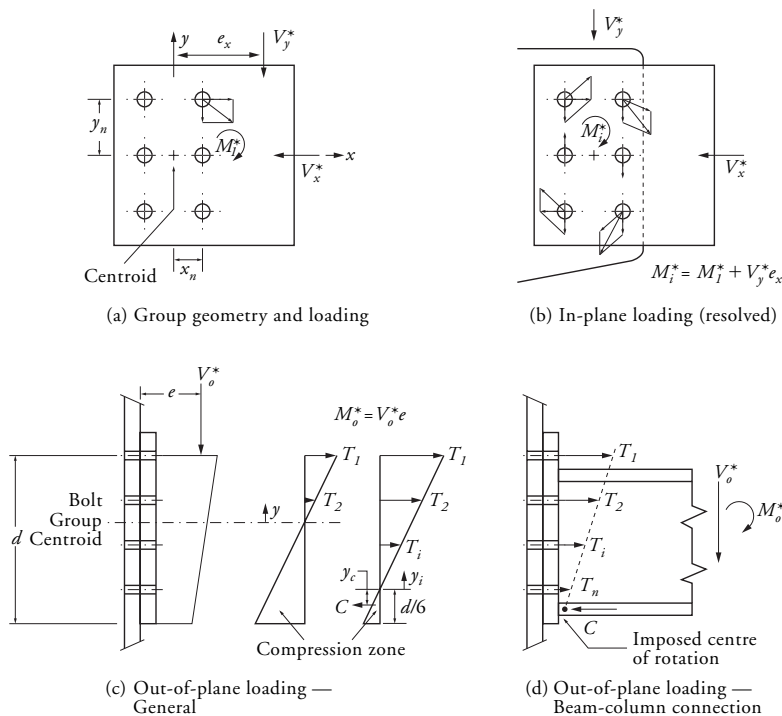 y
e_x
V_y^*
y_n
M_1^*
x
V_x^*
Centroid
x_n
(a) Group geometry and loading
V_y^*
M_i^*
V_x^*
M_i^* = M_1^* + V_y^* e_x
(b) In-plane loading (resolved)
V_o^*
e
M_o^* = V_o^* e
T_1
T_1
T_2
T_2
Bolt
Group
Centroid
d
y
T_i
y_c
y_i
C
d/6
Compression zone
(c) Out-of-plane loading —
General
T_1
V_o^*
T_2
M_o^*
T_i
T_n
C
Imposed centre
of rotation
(d) Out-of-plane loading —
Beam-column connection